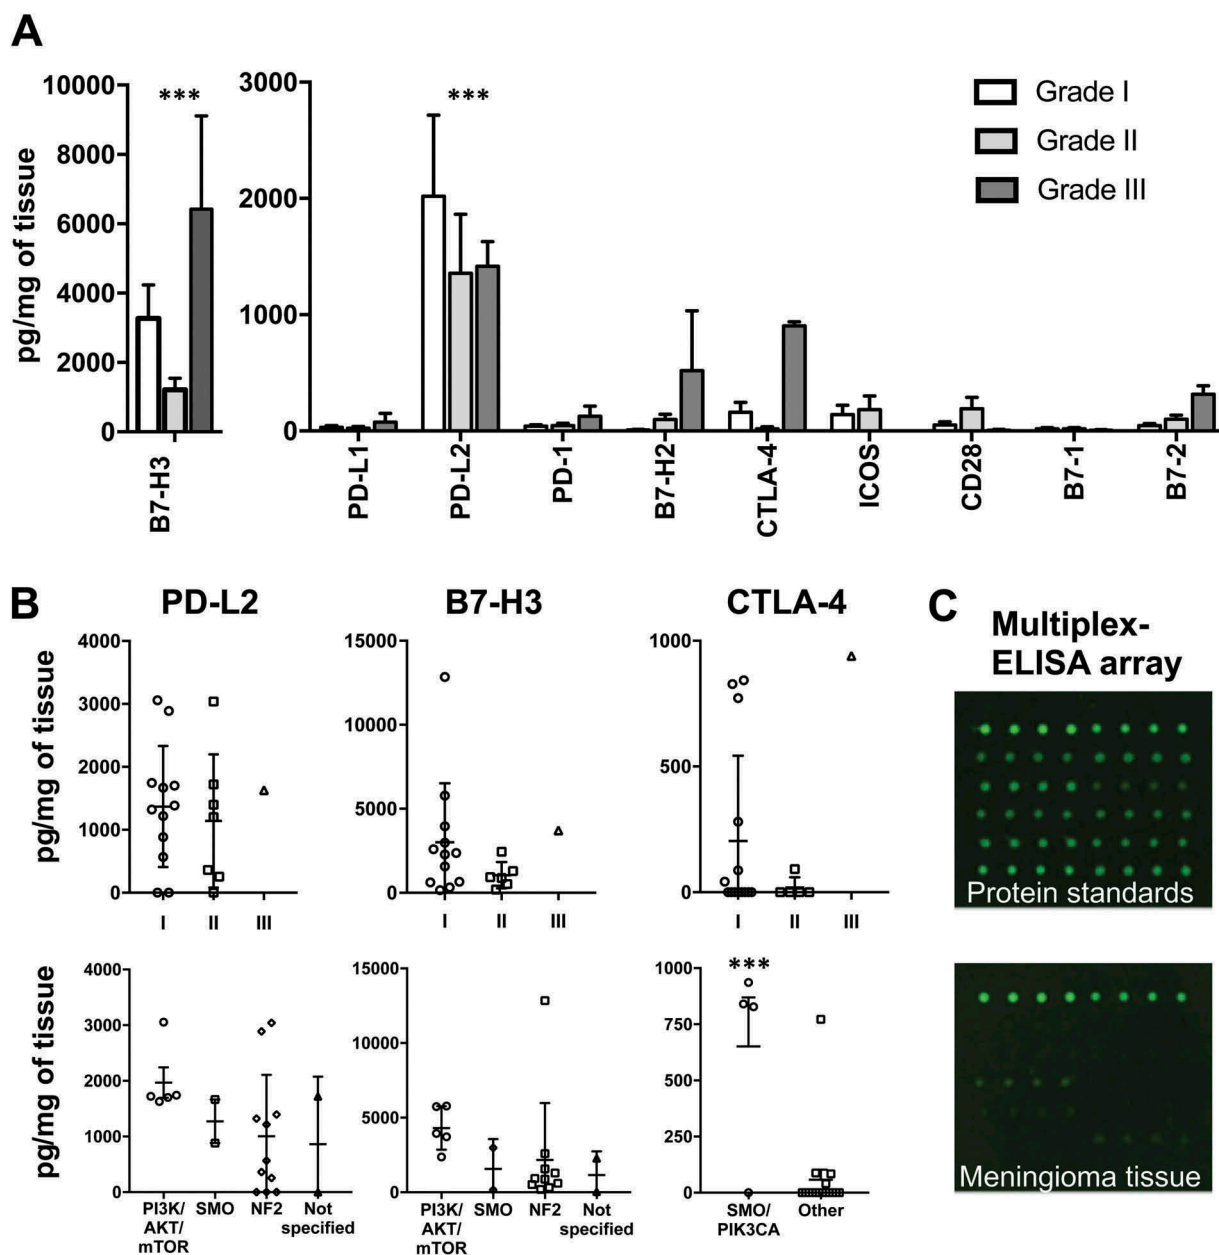 A
pg/mg of tissue
10000
8000
6000
4000
2000
0
***
B7-H3
3000
2000
1000
0
***
PD-L1
PD-L2
PD-1
B7-H2
CTLA-4
ICOS
CD28
B7-1
B7-2
Grade I
Grade II
Grade III
B
PD-L2
pg/mg of tissue
4000
3000
2000
1000
0
I II III
B7-H3
15000
10000
5000
0
I II III
CTLA-4
1000
500
0
I II III
pg/mg of tissue
4000
3000
2000
1000
0
PI3K/ SMO NF2 Not
AKT/ specified
mTOR
15000
10000
5000
0
PI3K/ SMO NF2 Not
AKT/ specified
mTOR
1000
750
500
250
0
***
SMO/ Other
PIK3CA
C
Multiplex-
ELISA array
Protein standards
Meningioma tissue